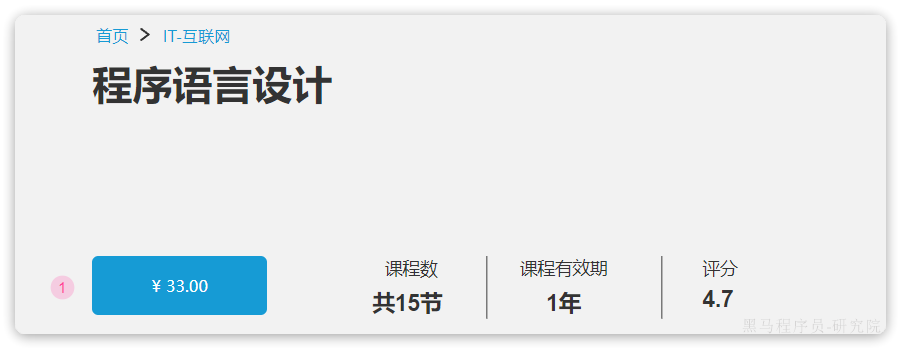 首页 > IT-互联网
程序语言设计
1
¥ 33.00
课程数
共15节
课程有效期
1年
评分
4.7
黑马程序员-研究院